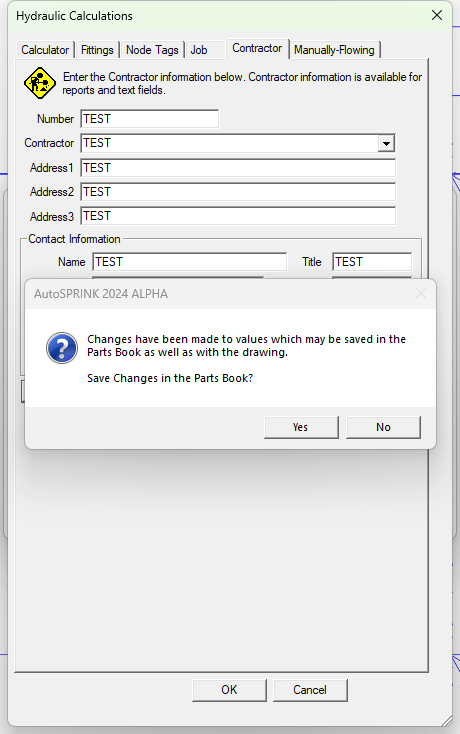 Hydraulic Calculations
Calculator Fittings Node Tags Job Contractor Manually-Flowing
Enter the Contractor information below. Contractor information is available for
reports and text fields.
Number TEST
Contractor TEST
Address1 TEST
Address2 TEST
Address3 TEST
Contact Information
Name TEST Title TEST
AutoSPRINK 2024 ALPHA
Changes have been made to values which may be saved in the
Parts Book as well as with the drawing.
Save Changes in the Parts Book?
Yes No
OK Cancel